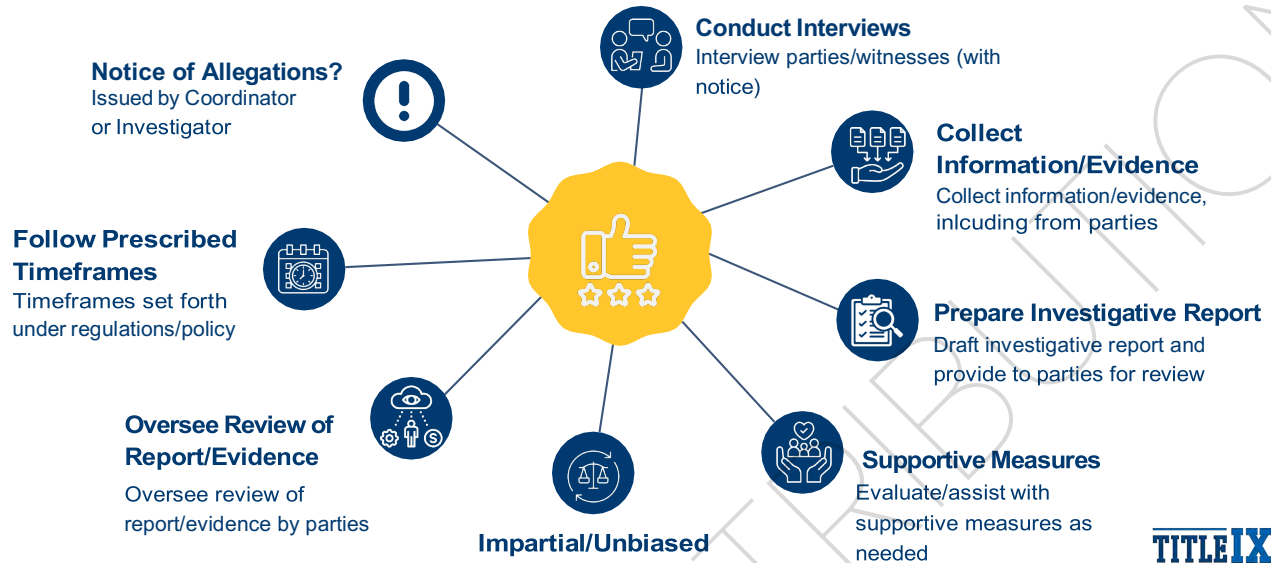 Conduct Interviews
Interview parties/witnesses (with
notice)
Notice of Allegations?
Issued by Coordinator
or Investigator
Collect
Information/Evidence
Collect information/evidence,
inlcuding from parties
Follow Prescribed
Timeframes
Timeframes set forth
under regulations/policy
Prepare Investigative Report
Draft investigative report and
provide to parties for review
Oversee Review of
Report/Evidence
Oversee review of
report/evidence by parties
Supportive Measures
Evaluate/assist with
supportive measures as
needed
Impartial/Unbiased
TITLE IX
TRIBUTION